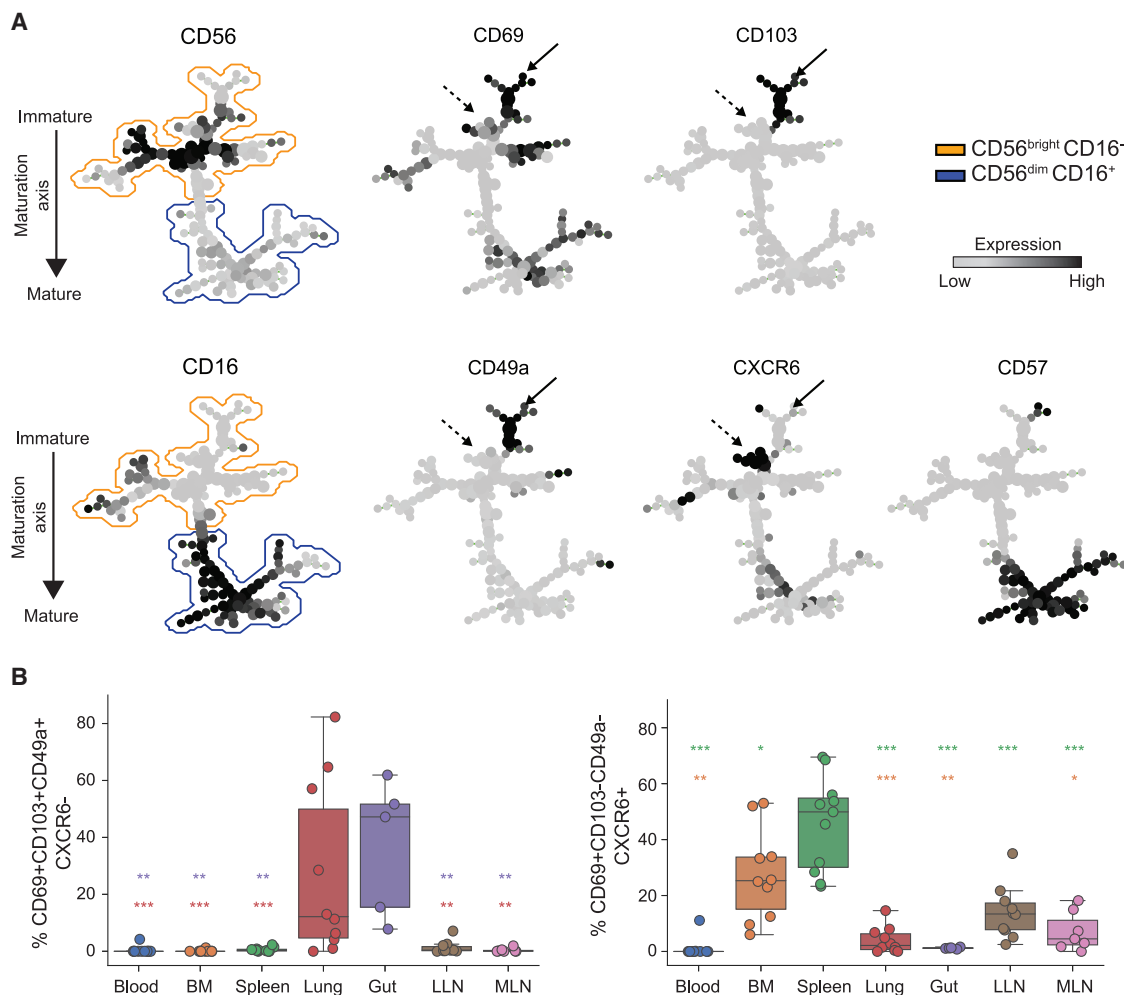 A
CD56
CD69
CD103
Immature
Maturation
axis
Mature
CD56bright CD16-
CD56dim CD16+
Expression
Low
High
CD16
CD49a
CXCR6
CD57
Immature
Maturation
axis
Mature
B
% CD69+CD103+CD49a+
CXCR6-
80
60
40
20
0
** ** ** ** **
*** *** *** ** **
Blood BM Spleen Lung Gut LLN MLN
% CD69+CD103-CD49a-
CXCR6+
80
60
40
20
0
*** * *** *** *** ***
** *** ** *
Blood BM Spleen Lung Gut LLN MLN